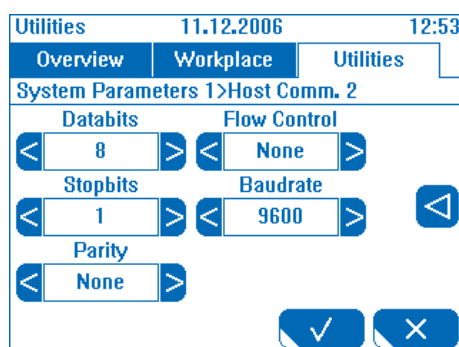 Utilities 11.12.2006 12:53
Overview Workplace Utilities
System Parameters 1>Host Comm. 2
Databits Flow Control
< 8 > < None >
Stopbits Baudrate
< 1 > < 9600 >
Parity
< None >